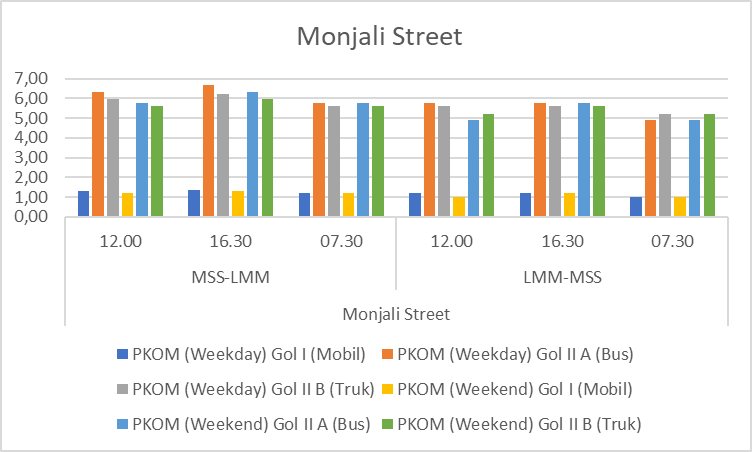 Monjali Street
7,00
6,00
5,00
4,00
3,00
2,00
1,00
0,00
12.00 16.30 07.30 12.00 16.30 07.30
MSS-LMM LMM-MSS
Monjali Street
PKOM (Weekday) Gol I (Mobil) PKOM (Weekday) Gol II A (Bus)
PKOM (Weekday) Gol II B (Truk) PKOM (Weekend) Gol I (Mobil)
PKOM (Weekend) Gol II A (Bus) PKOM (Weekend) Gol II B (Truk)